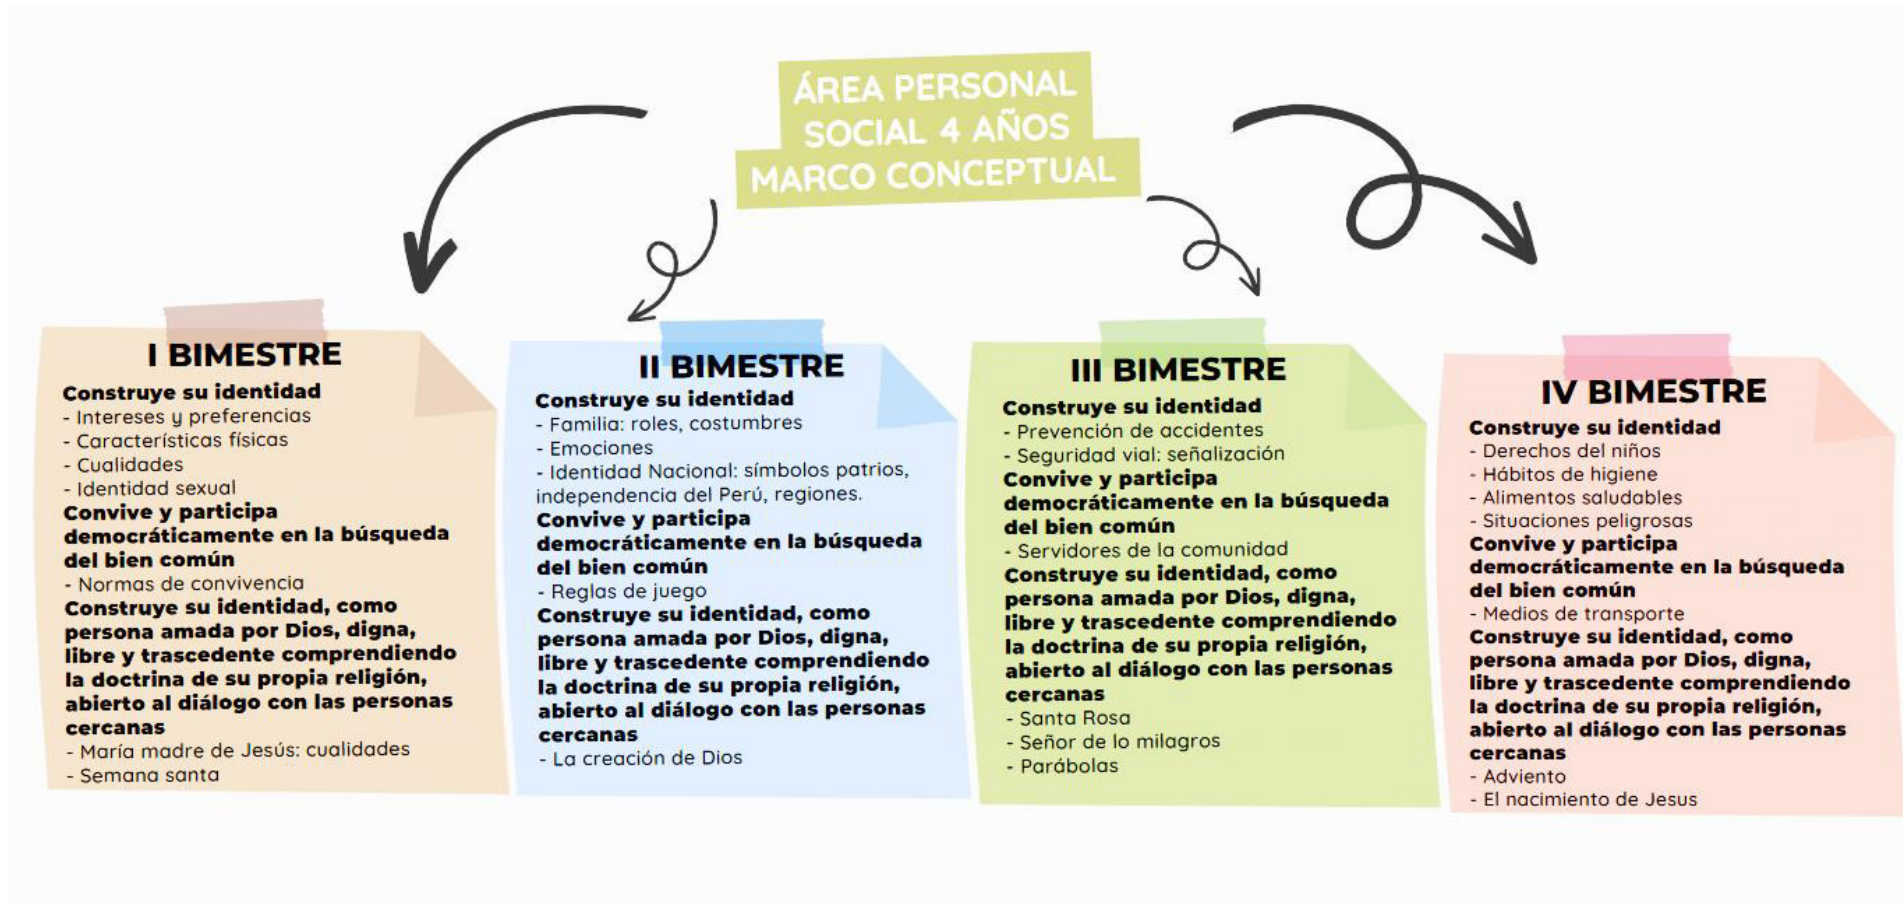 ÁREA PERSONAL
SOCIAL 4 AÑOS
MARCO CONCEPTUAL
I BIMESTRE
Construye su identidad
- Intereses y preferencias
- Características físicas
- Cualidades
- Identidad sexual
Convive y participa
democráticamente en la búsqueda
del bien común
- Normas de convivencia
Construye su identidad, como
persona amada por Dios, digna,
libre y trascedente comprendiendo
la doctrina de su propia religión,
abierto al diálogo con las personas
cercanas
- María madre de Jesús: cualidades
- Semana santa
II BIMESTRE
Construye su identidad
- Familia: roles, costumbres
- Emociones
- Identidad Nacional: símbolos patrios,
independencia del Perú, regiones.
Convive y participa
democráticamente en la búsqueda
del bien común
- Reglas de juego
Construye su identidad, como
persona amada por Dios, digna,
libre y trascedente comprendiendo
la doctrina de su propia religión,
abierto al diálogo con las personas
cercanas
- La creación de Dios
III BIMESTRE
Construye su identidad
- Prevención de accidentes
- Seguridad vial: señalización
Convive y participa
democráticamente en la búsqueda
del bien común
- Servidores de la comunidad
Construye su identidad, como
persona amada por Dios, digna,
libre y trascedente comprendiendo
la doctrina de su propia religión,
abierto al diálogo con las personas
cercanas
- Santa Rosa
- Señor de lo milagros
- Parábolas
IV BIMESTRE
Construye su identidad
- Derechos del niños
- Hábitos de higiene
- Alimentos saludables
- Situaciones peligrosas
Convive y participa
democráticamente en la búsqueda
del bien común
- Medios de transporte
Construye su identidad, como
persona amada por Dios, digna,
libre y trascedente comprendiendo
la doctrina de su propia religión,
abierto al diálogo con las personas
cercanas
- Adviento
- El nacimiento de Jesus